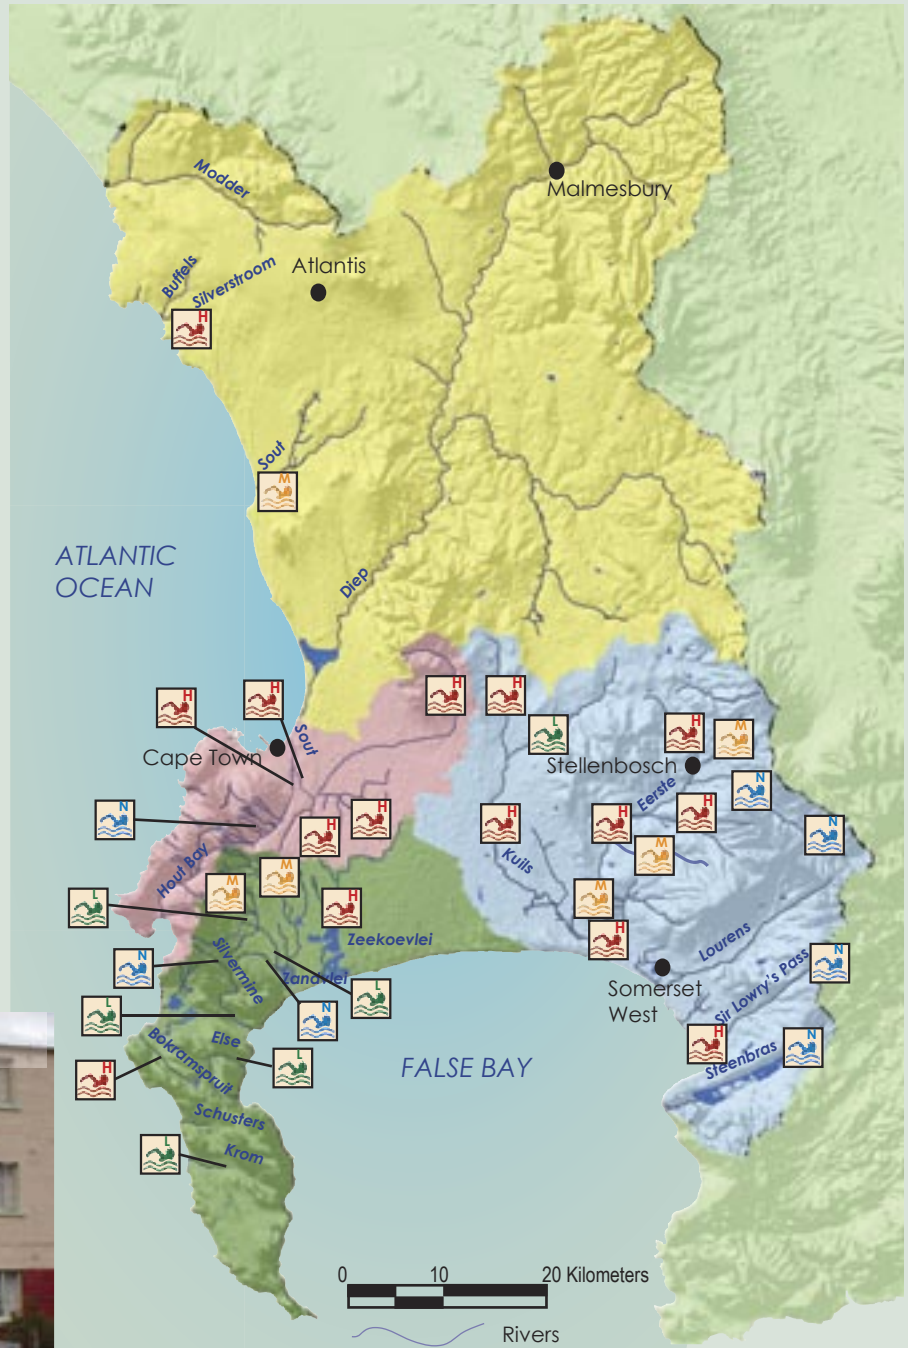 Modder
Malmesbury
Buffels
Silverstroom
Atlantis
H
Sout
M
ATLANTIC
OCEAN
Diep
H
H
H
H
L
H
M
Cape Town
Sout
Stellenbosch
N
N
Eerste
H
H
H
H
H
N
Kuils
M
Hout Bay
M
M
M
L
H
H
Zeekoevlei
Lourens
Silvermine
N
Zandvlei
L
N
Somerset
West
Sir Lowry's Pass
N
L
Else
H
N
Steenbras
Bokramspruit
L
H
FALSE BAY
Schusters
L
Krom
0 10 20 Kilometers
Rivers